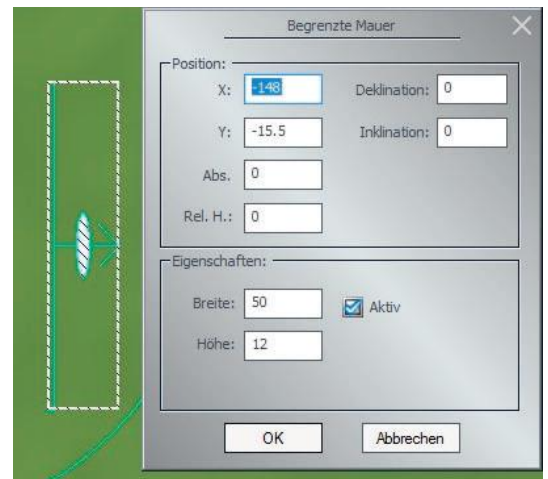 Begrenzte Mauer
Position:
X: -148 Deklination: 0
Y: -15.5 Inklination: 0
Abs. 0
Rel. H.: 0
Eigenschaften:
Breite: 50 Aktiv
Höhe: 12
OK Abbrechen